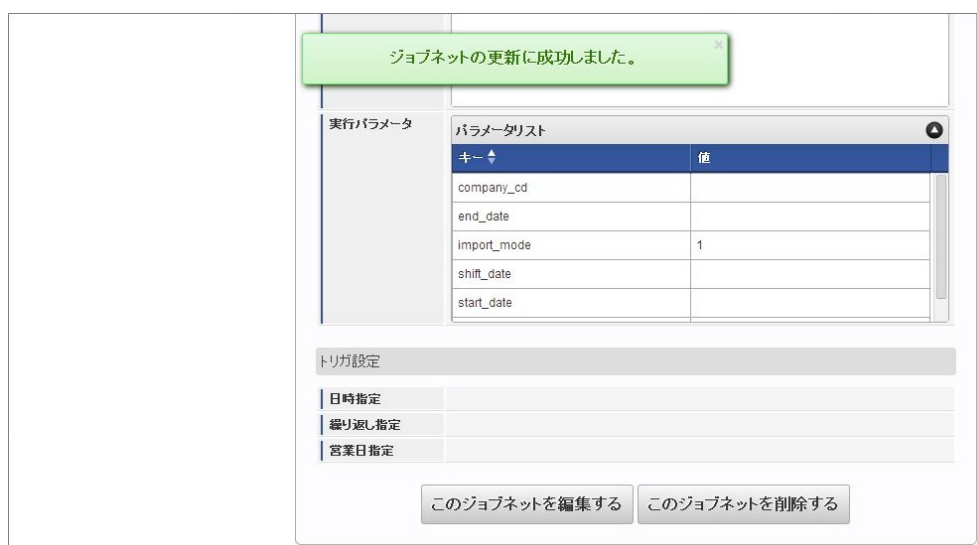 ジョブネットの更新に成功しました。
×
実行パラメータ
パラメータリスト
キー 値
company_cd
end_date
import_mode 1
shift_date
start_date
トリガ設定
日時指定
繰り返し指定
営業日指定
このジョブネットを編集する このジョブネットを削除する